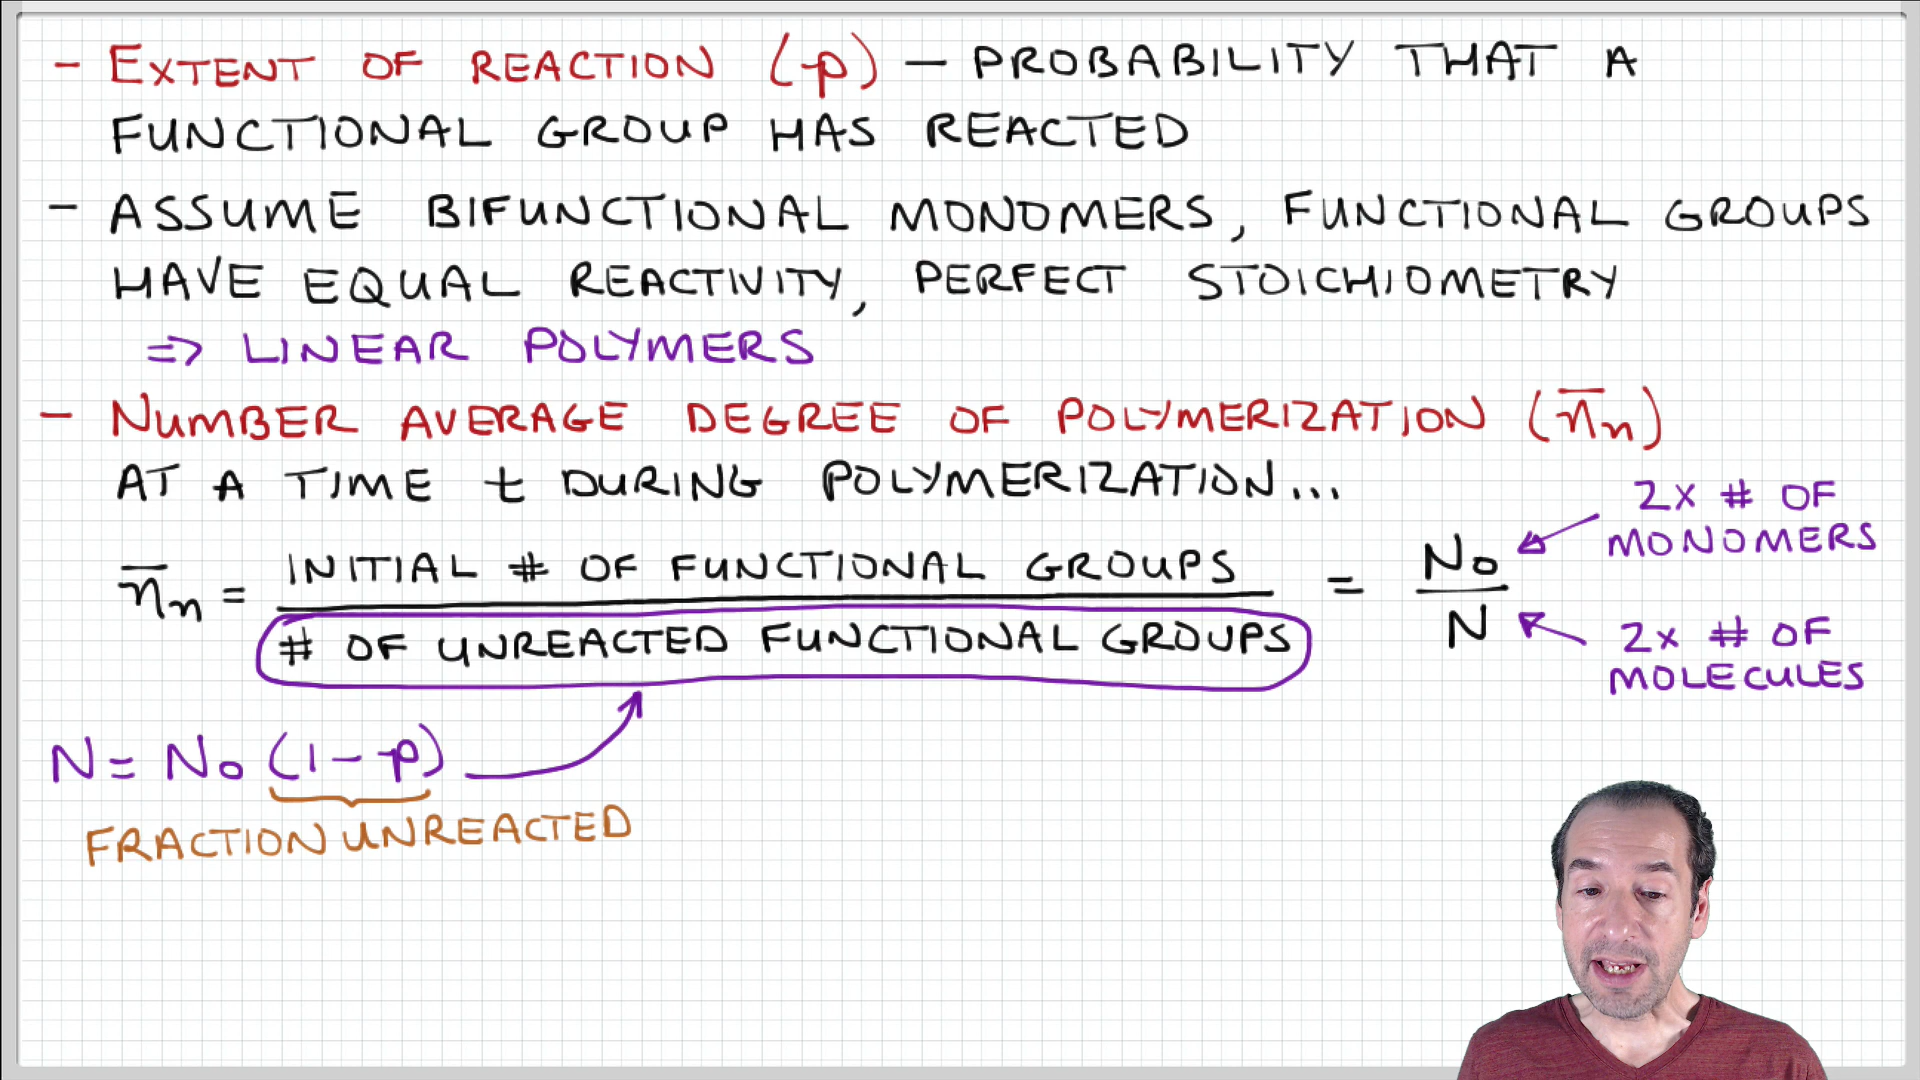 - EXTENT OF REACTION (p) - PROBABILITY THAT A
FUNCTIONAL GROUP HAS REACTED
- ASSUME BIFUNCTIONAL MONOMERS, FUNCTIONAL GROUPS
HAVE EQUAL REACTIVITY, PERFECT STOICHIOMETRY
=> LINEAR POLYMERS
- NUMBER AVERAGE DEGREE OF POLYMERIZATION (n̄n)
AT A TIME t DURING POLYMERIZATION...
n̄n = INITIAL # OF FUNCTIONAL GROUPS
# OF UNREACTED FUNCTIONAL GROUPS
= No
N
2x # OF
MONOMERS
2x # OF
MOLECULES
N = No (1-p)
FRACTION UNREACTED